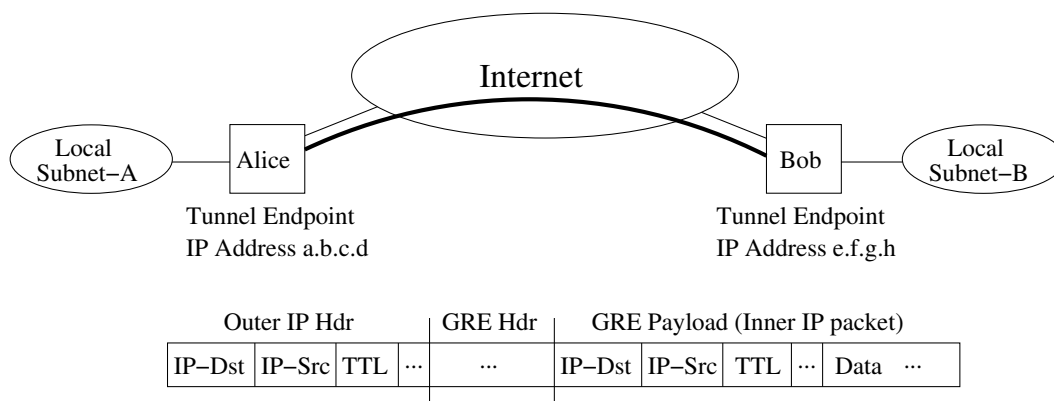 Internet
Local
Subnet−A
Alice
Bob
Local
Subnet−B
Tunnel Endpoint
IP Address a.b.c.d
Tunnel Endpoint
IP Address e.f.g.h
Outer IP Hdr
GRE Hdr
GRE Payload (Inner IP packet)
IP−Dst IP−Src TTL ... ... IP−Dst IP−Src TTL ... Data ...